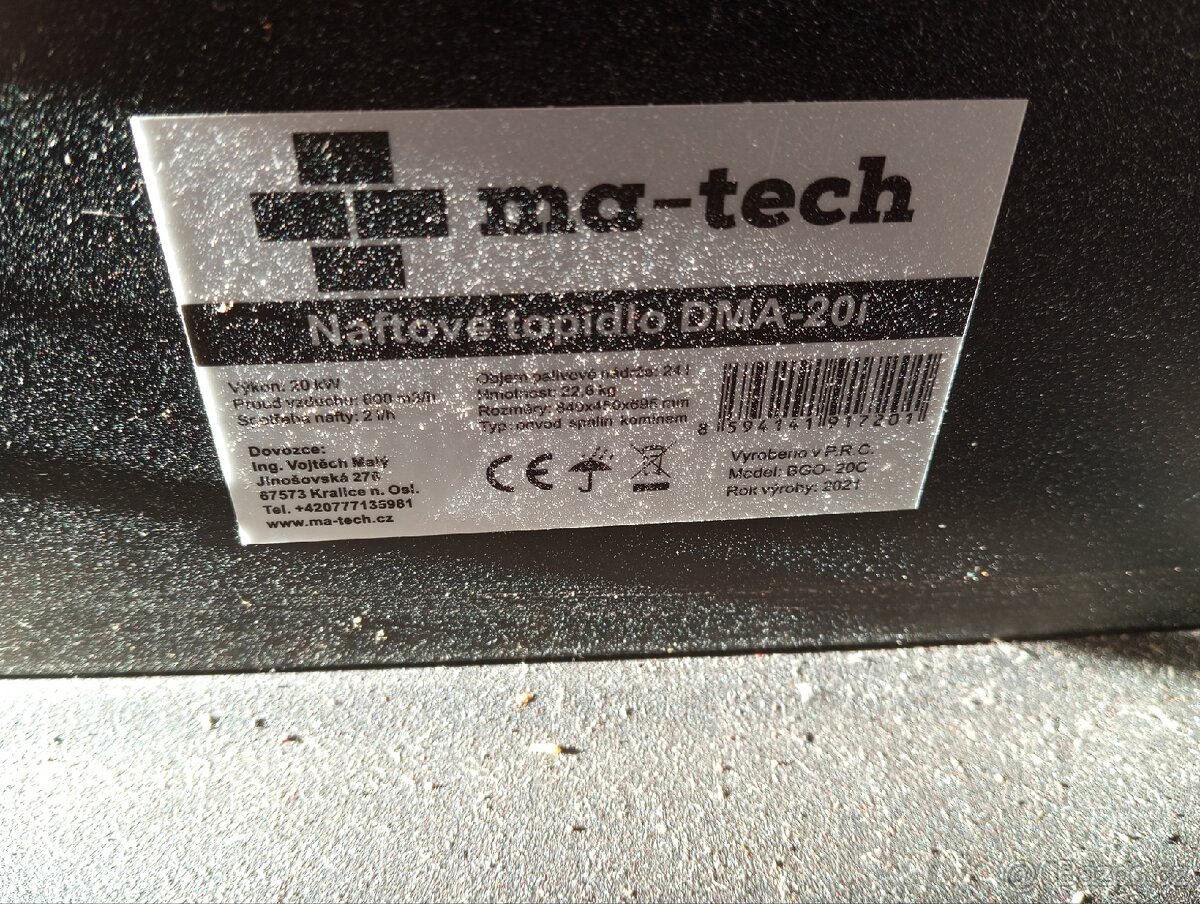 ma-tech
Naftové topidlo DMA-20i
Výkon: 20 kW
Proud vzduchu: 600 m3/h
Spotřeba nafty: 2 l/h
Objem palivové nádrže: 24 l
Hmotnost: 22.6 kg
Rozměry:
Typ: odvod spalin komínem
8 594141 917201
Dovozce:
Ing. Vojtěch Malý
Jinošovská 276
67573 Kralice n. Osl.
Tel. +420777135981
www.ma-tech.cz
CE
Vyrobeno v P.R.C.
Model: BGO-20C
Rok výroby: 2021